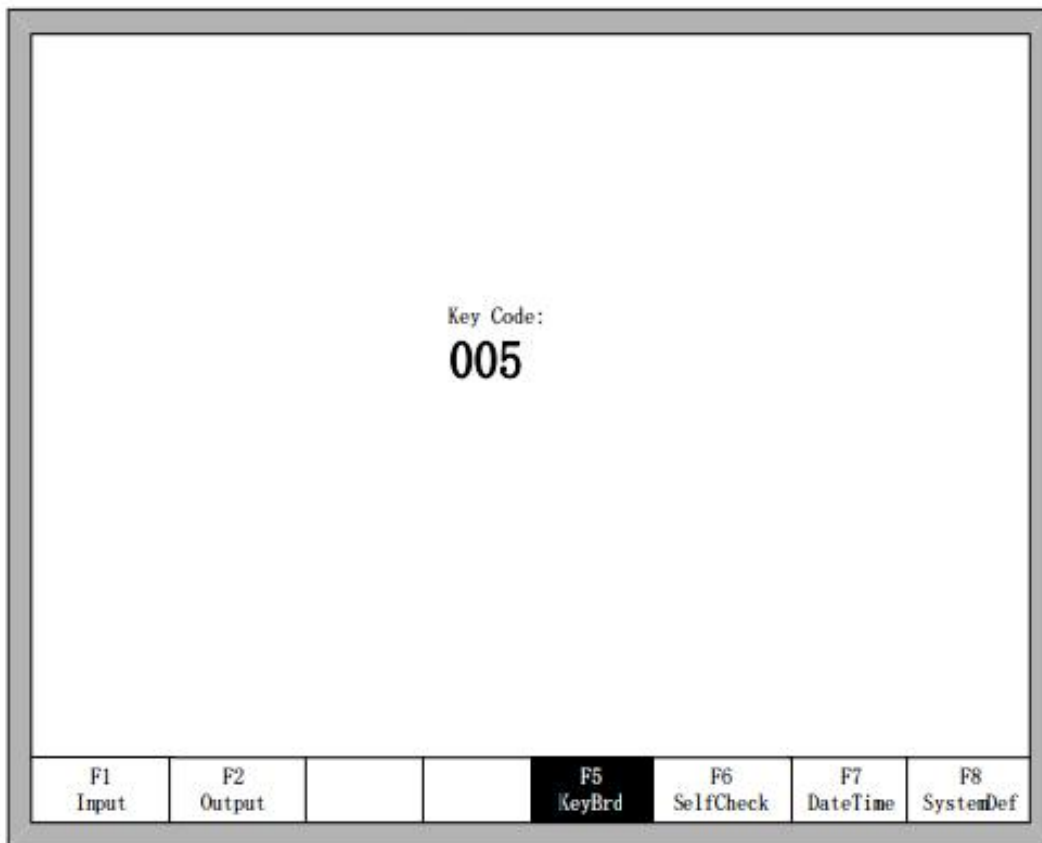 Key Code:
005
F1 F2 F5 F6 F7 F8
Input Output KeyBrd SelfCheck DateTime SystemDef